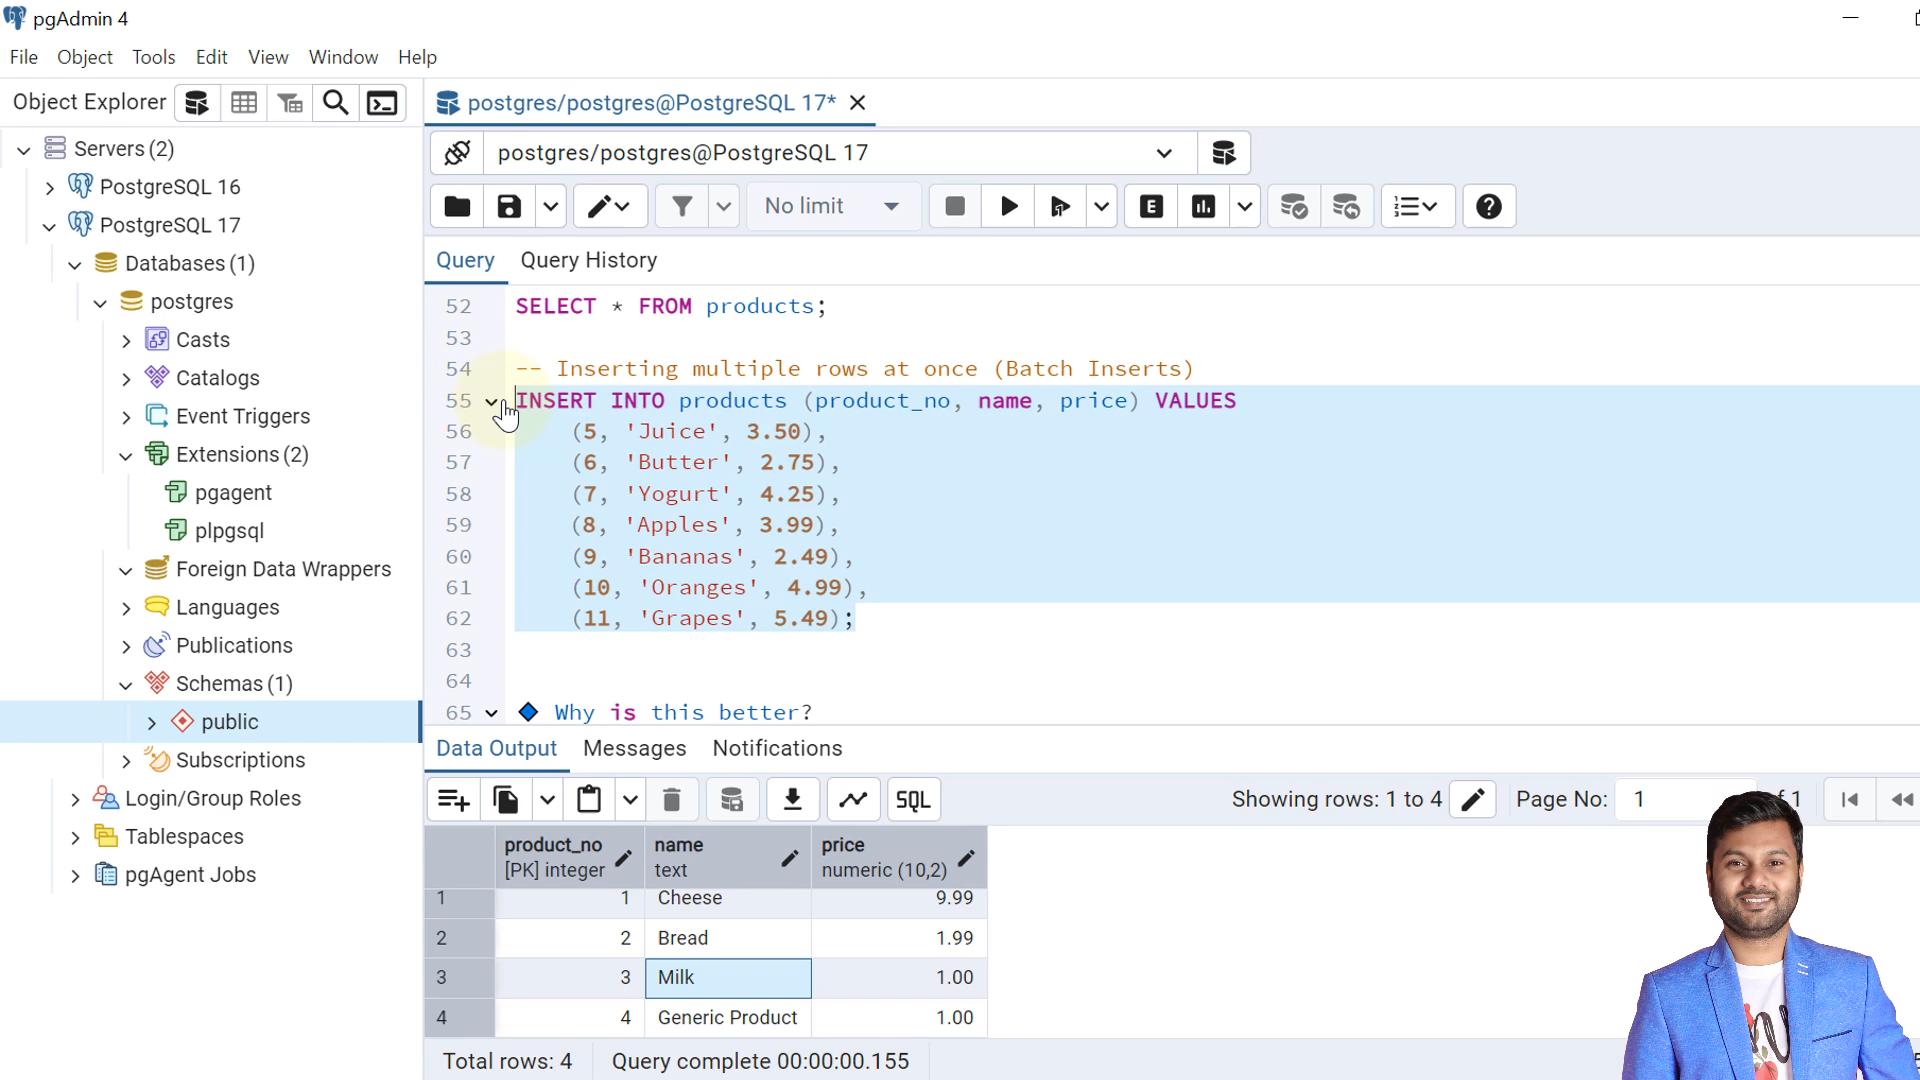 pgAdmin 4
File Object Tools Edit View Window Help
Object Explorer
postgres/postgres@PostgreSQL 17*
Servers (2)
PostgreSQL 16
PostgreSQL 17
Databases (1)
postgres
Casts
Catalogs
Event Triggers
Extensions (2)
pgagent
plpgsql
Foreign Data Wrappers
Languages
Publications
Schemas (1)
public
Subscriptions
Login/Group Roles
Tablespaces
pgAgent Jobs
postgres/postgres@PostgreSQL 17
No limit
E
Query Query History
52 SELECT * FROM products;
53
54 -- Inserting multiple rows at once (Batch Inserts)
55 INSERT INTO products (product_no, name, price) VALUES
56 (5, 'Juice', 3.50),
57 (6, 'Butter', 2.75),
58 (7, 'Yogurt', 4.25),
59 (8, 'Apples', 3.99),
60 (9, 'Bananas', 2.49),
61 (10, 'Oranges', 4.99),
62 (11, 'Grapes', 5.49);
63
64
65 🔷 Why is this better?
Data Output Messages Notifications
SQL
Showing rows: 1 to 4
Page No: 1 of 1
product_no name price
[PK] integer text numeric (10,2)
1 1 Cheese 9.99
2 2 Bread 1.99
3 3 Milk 1.00
4 4 Generic Product 1.00
Total rows: 4 Query complete 00:00:00.155